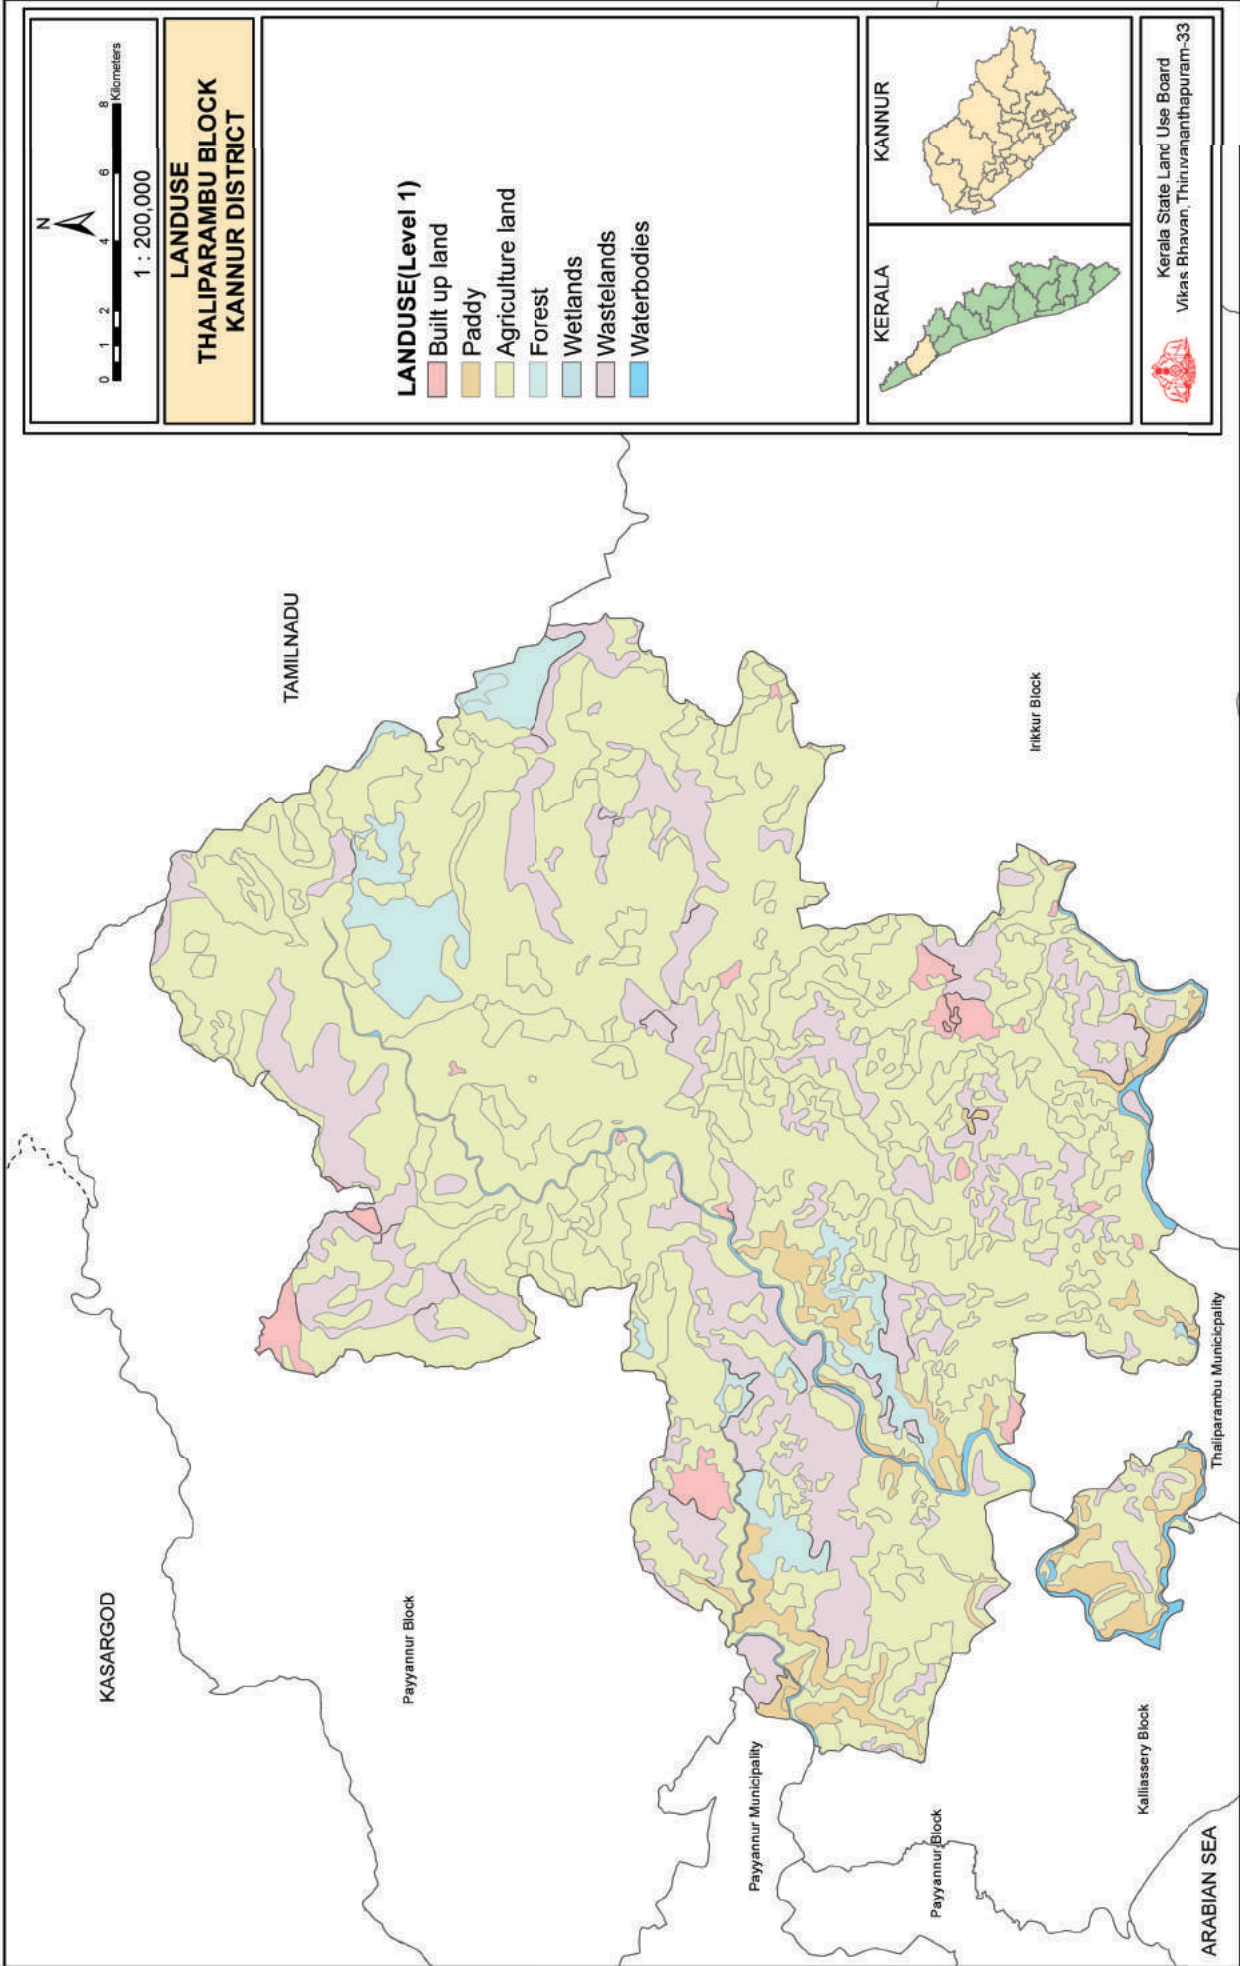 N
0 1 2 4 6 8
Kilometers
1 : 200,000
LANDUSE
THALIPARAMBU BLOCK
KANNUR DISTRICT
LANDUSE(Level 1)
Built up land
Paddy
Agriculture land
Forest
Wetlands
Wastelands
Waterbodies
KERALA
KANNUR
Kerala State Land Use Board
Vikas Bhavan, Thiruvananthapuram-33
KASARGOD
TAMILNADU
Payyannur Block
Payyannur Municipality
Payyannur Block
Irikkur Block
Kalliassery Block
Thaliparambu Municicpality
ARABIAN SEA